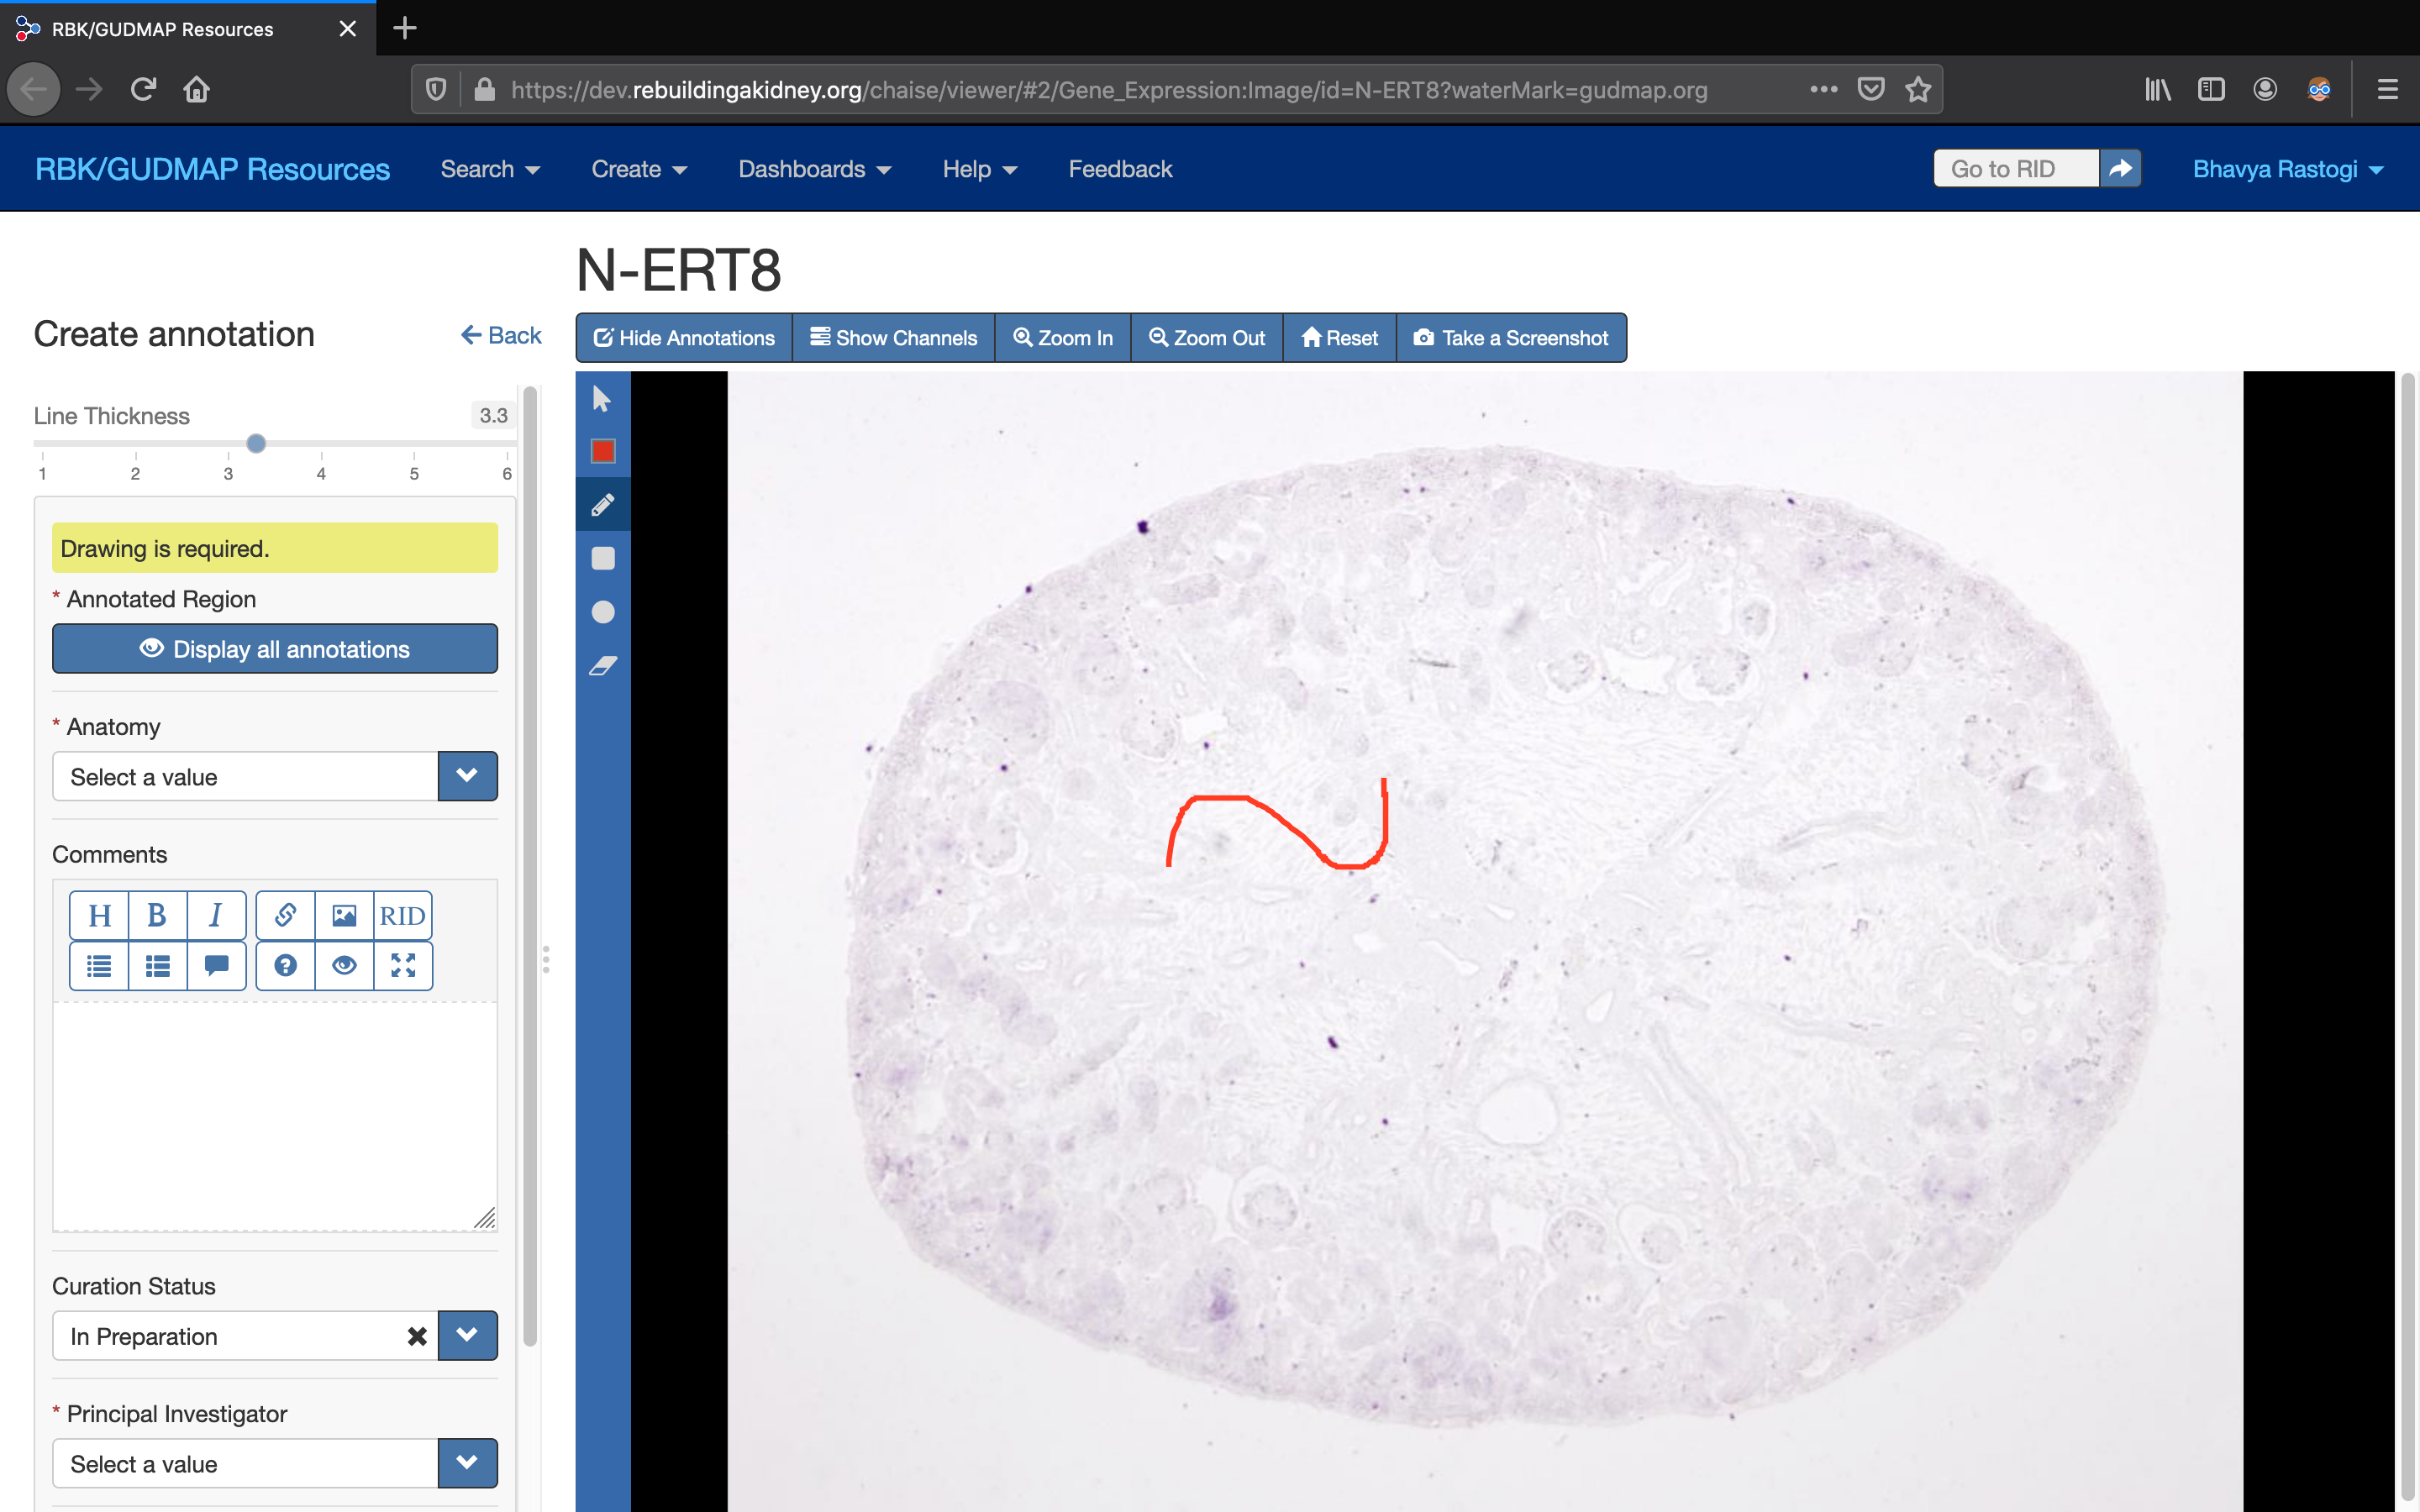 RBK/GUDMAP Resources
https://dev.rebuildingakidney.org/chaise/viewer/#2/Gene_Expression:Image/id=N-ERT8?waterMark=gudmap.org
RBK/GUDMAP Resources Search Create Dashboards Help Feedback Go to RID Bhavya Rastogi
N-ERT8
Create annotation Back
Hide Annotations Show Channels Zoom In Zoom Out Reset Take a Screenshot
Line Thickness 3.3
1 2 3 4 5 6
Drawing is required.
* Annotated Region
Display all annotations
* Anatomy
Select a value
Comments
H B I RID
Curation Status
In Preparation
* Principal Investigator
Select a value